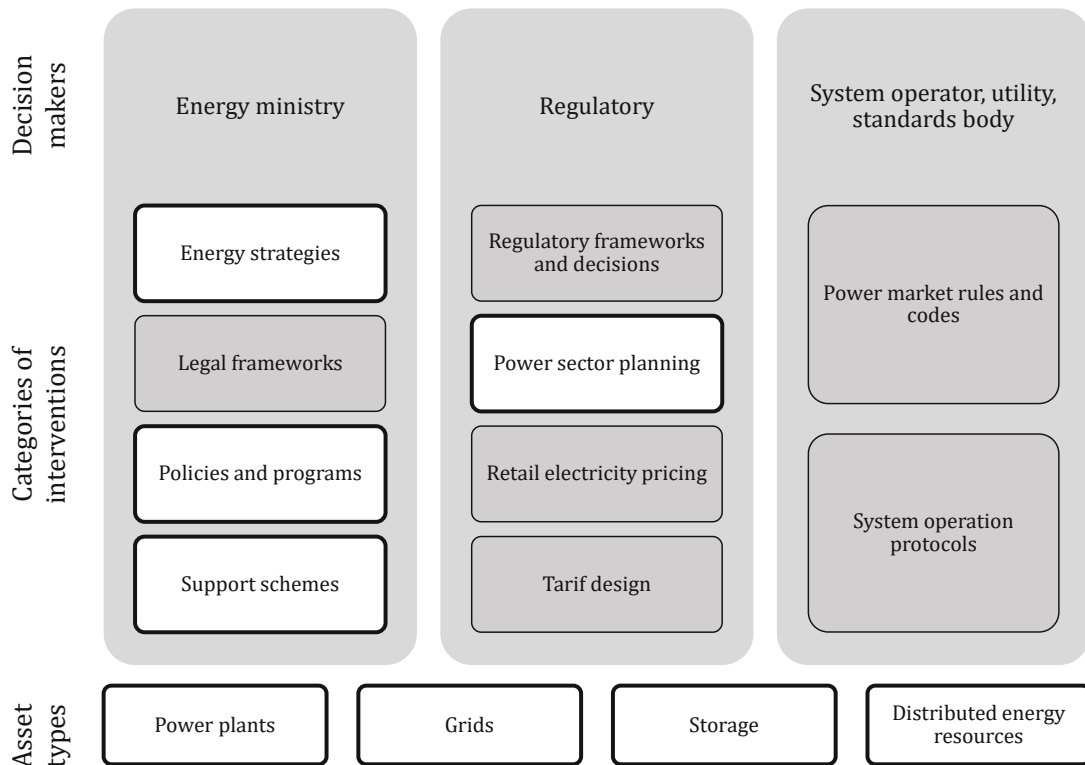 Decision
makers
Energy ministry
Regulatory
System operator, utility,
standards body
Categories of
interventions
Energy strategies
Legal frameworks
Policies and programs
Support schemes
Regulatory frameworks
and decisions
Power sector planning
Retail electricity pricing
Tarif design
Power market rules and
codes
System operation
protocols
Asset
types
Power plants
Grids
Storage
Distributed energy
resources